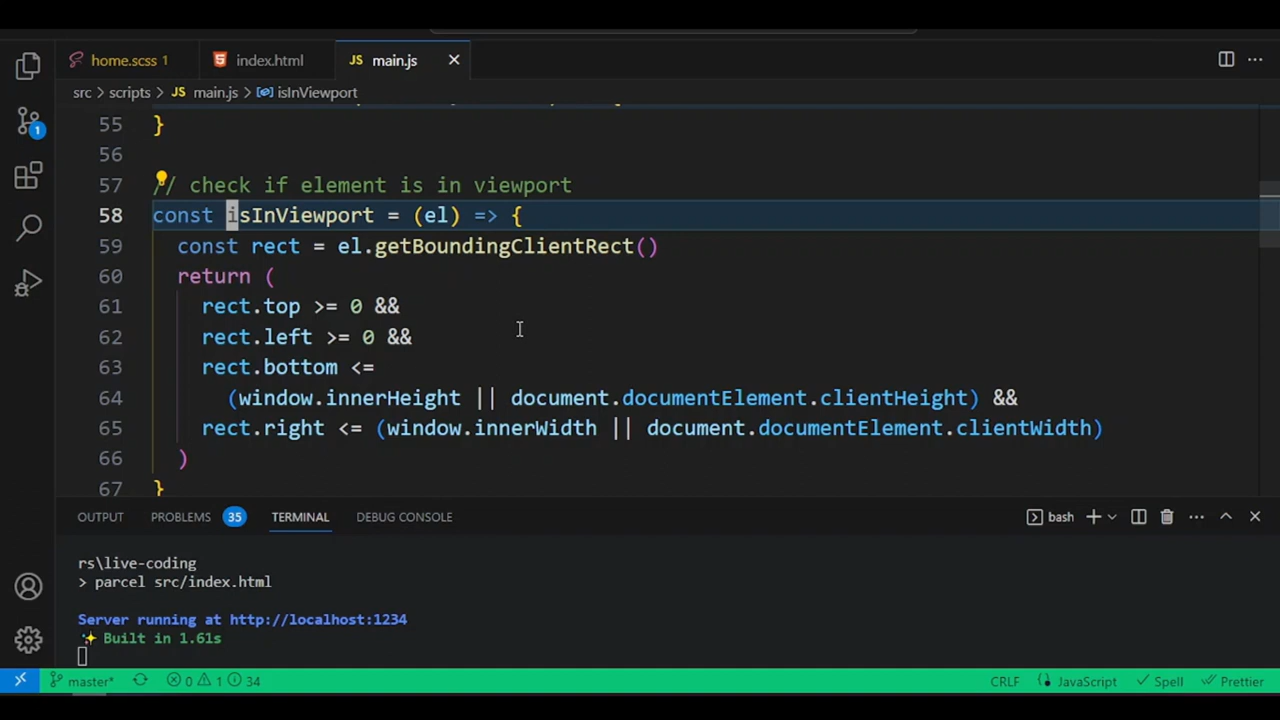 home.scss 1 index.html JS main.js
src > scripts > JS main.js > isInViewport
55 }
56
57 // check if element is in viewport
58 const isInViewport = (el) => {
59 const rect = el.getBoundingClientRect()
60 return (
61 rect.top >= 0 &&
62 rect.left >= 0 &&
63 rect.bottom <=
64 (window.innerHeight || document.documentElement.clientHeight) &&
65 rect.right <= (window.innerWidth || document.documentElement.clientWidth)
66 )
67 }
1
OUTPUT PROBLEMS 35 TERMINAL DEBUG CONSOLE bash
rs\live-coding
> parcel src/index.html
Server running at http://localhost:1234
✨ Built in 1.61s
master* 0 1 34 CRLF JavaScript Spell Prettier